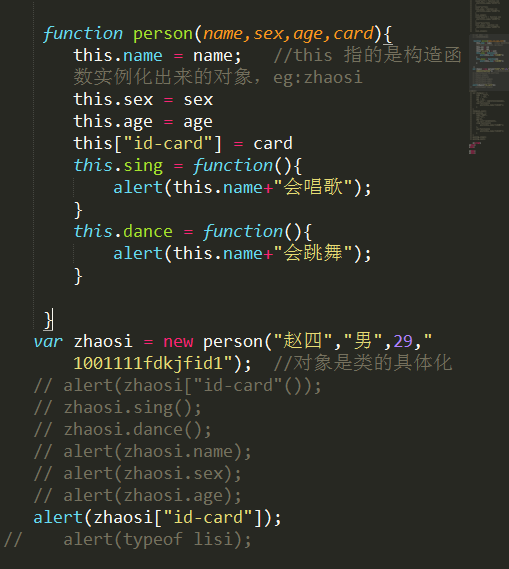 function person(name,sex,age,card){
this.name = name;   //this 指的是构造函
数实例化出来的对象，eg:zhaosi
this.sex = sex
this.age = age
this["id-card"] = card
this.sing = function(){
alert(this.name+"会唱歌");
}
this.dance = function(){
alert(this.name+"会跳舞");
}
}
var zhaosi = new person("赵四","男",29,"
1001111fdkjfid1");  //对象是类的具体化
// alert(zhaosi["id-card"());
// zhaosi.sing();
// zhaosi.dance();
// alert(zhaosi.name);
// alert(zhaosi.sex);
// alert(zhaosi.age);
alert(zhaosi["id-card"]);
//    alert(typeof lisi);